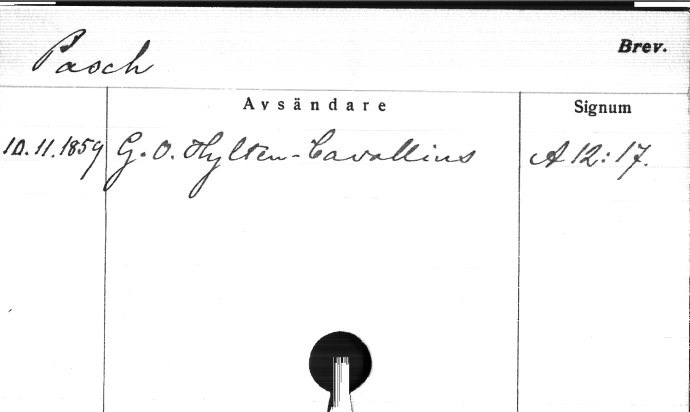 Pasch
Brev.
Avsändare
Signum
10.11.1859 G.O. Hyltén-Cavallius A 12:17.